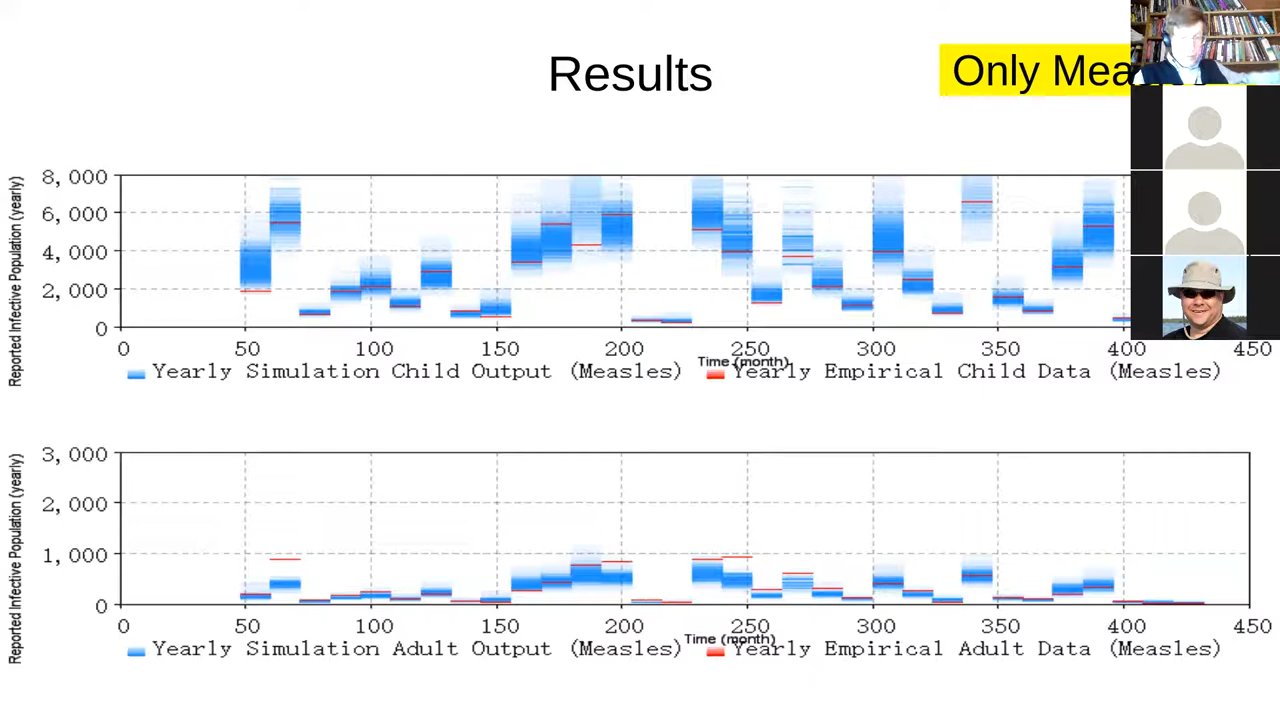 Results
Only Mea
Reported Infective Population (yearly)
8, 000
6, 000
4, 000
2, 000
0
0 50 100 150 200 250 300 350 400 450
Time (month)
Yearly Simulation Child Output (Measles) Yearly Empirical Child Data (Measles)
Reported Infective Population (yearly)
3, 000
2, 000
1, 000
0
0 50 100 150 200 250 300 350 400 450
Time (month)
Yearly Simulation Adult Output (Measles) Yearly Empirical Adult Data (Measles)